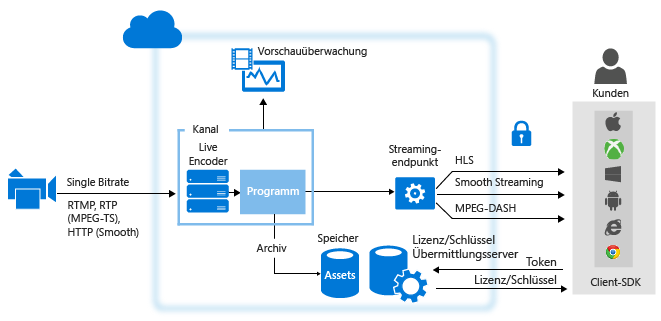 Vorschauüberwachung
Kunden
Kanal
Live
Encoder
Programm
Streaming-
endpunkt
HLS
Smooth Streaming
MPEG-DASH
Single Bitrate
RTMP, RTP
(MPEG-TS),
HTTP (Smooth)
Archiv
Speicher
Assets
Lizenz/Schlüssel
Übermittlungsserver
Token
Lizenz/Schlüssel
Client-SDK